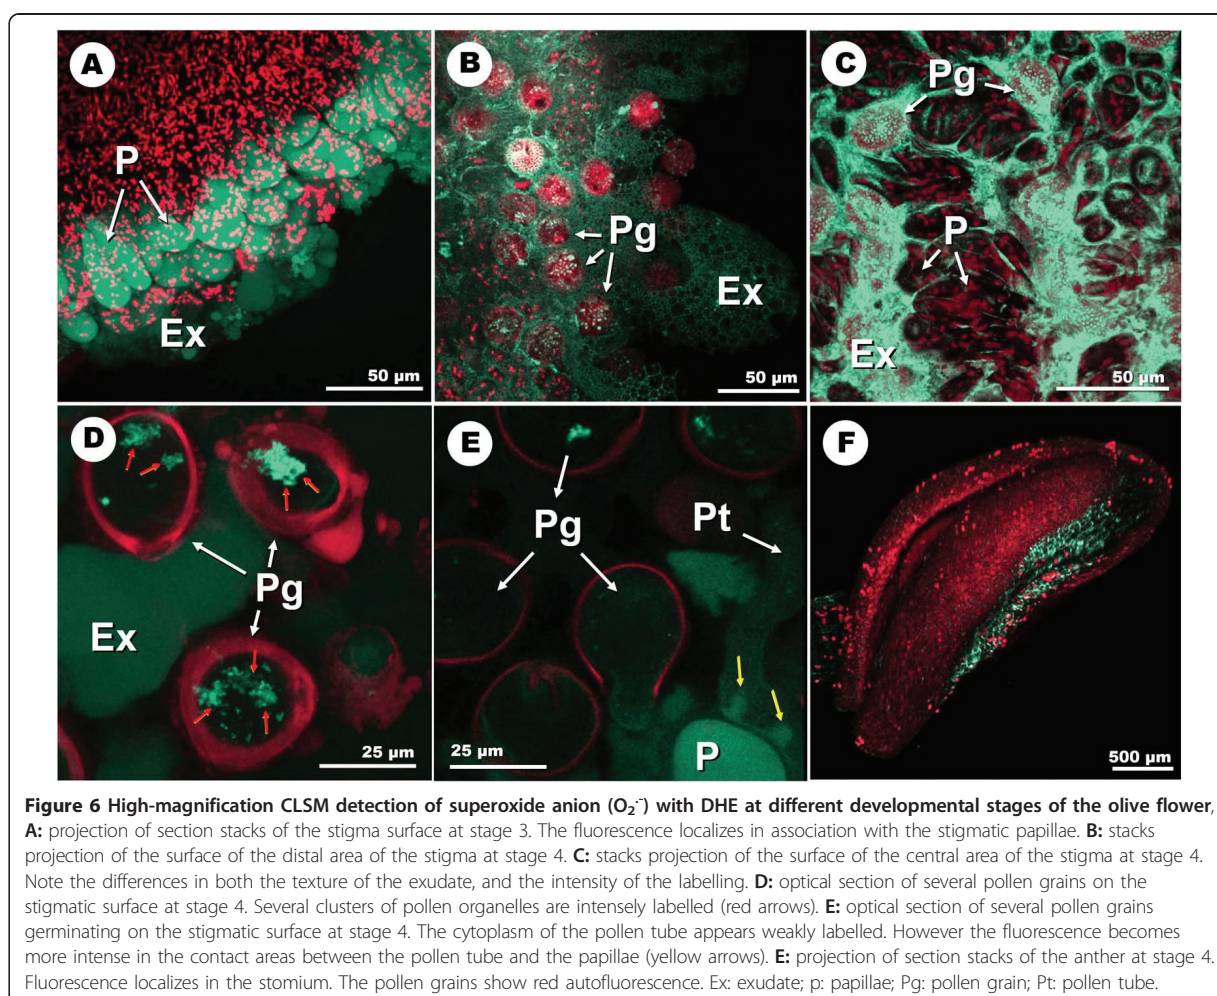 A
P
Ex
50 µm
B
Pg
Ex
50 µm
C
Pg
P
Ex
50 µm
D
Pg
Ex
25 µm
E
Pt
Pg
25 µm
P
F
500 µm
Figure 6 High-magnification CLSM detection of superoxide anion (O₂·⁻) with DHE at different developmental stages of the olive flower,
A: projection of section stacks of the stigma surface at stage 3. The fluorescence localizes in association with the stigmatic papillae. B: stacks
projection of the surface of the distal area of the stigma at stage 4. C: stacks projection of the surface of the central area of the stigma at stage 4.
Note the differences in both the texture of the exudate, and the intensity of the labelling. D: optical section of several pollen grains on the
stigmatic surface at stage 4. Several clusters of pollen organelles are intensely labelled (red arrows). E: optical section of several pollen grains
germinating on the stigmatic surface at stage 4. The cytoplasm of the pollen tube appears weakly labelled. However the fluorescence becomes
more intense in the contact areas between the pollen tube and the papillae (yellow arrows). E: projection of section stacks of the anther at stage 4.
Fluorescence localizes in the stomium. The pollen grains show red autofluorescence. Ex: exudate; p: papillae; Pg: pollen grain; Pt: pollen tube.